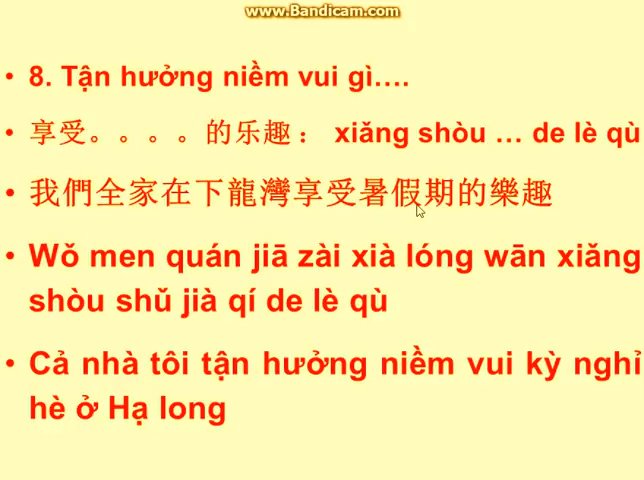 www.Bandicam.com
• 8. Tận hưởng niềm vui gì….
• 享受。。。。的乐趣： xiǎng shòu … de lè qù
• 我們全家在下龍灣享受暑假期的樂趣
• Wǒ men quán jiā zài xià lóng wān xiǎng
shòu shǔ jià qí de lè qù
• Cả nhà tôi tận hưởng niềm vui kỳ nghỉ
hè ở Hạ long